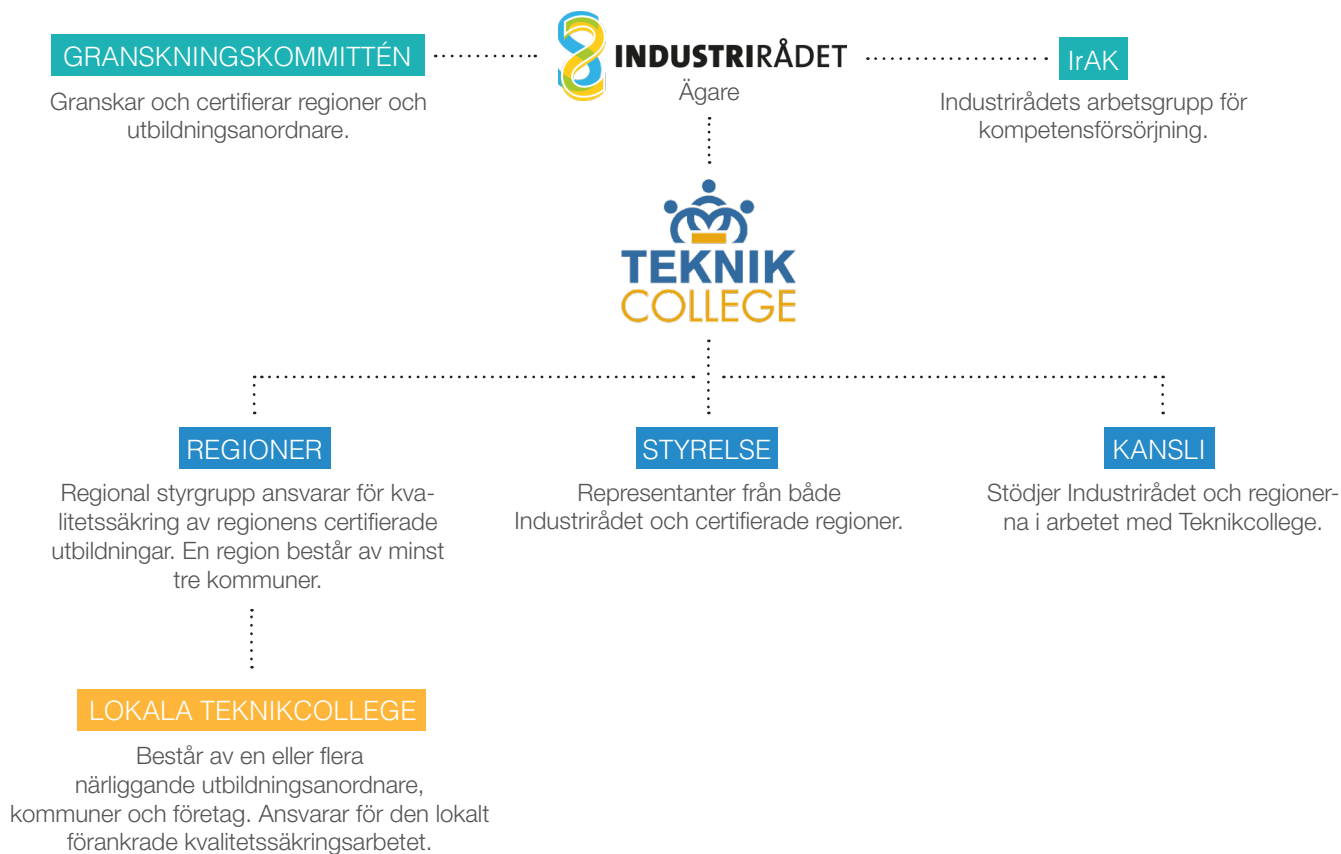 GRANSKNINGSKOMMITTÉN
Granskar och certifierar regioner och
utbildningsanordnare.
INDUSTRIRÅDET
Ägare
IrAK
Industrirådets arbetsgrupp för
kompetensförsörjning.
TEKNIK
COLLEGE
REGIONER
Regional styrgrupp ansvarar för kva-
litetssäkring av regionens certifierade
utbildningar. En region består av minst
tre kommuner.
STYRELSE
Representanter från både
Industrirådet och certifierade regioner.
KANSLI
Stödjer Industrirådet och regioner-
na i arbetet med Teknikcollege.
LOKALA TEKNIKCOLLEGE
Består av en eller flera
närliggande utbildningsanordnare,
kommuner och företag. Ansvarar för den lokalt
förankrade kvalitetssäkringsarbetet.